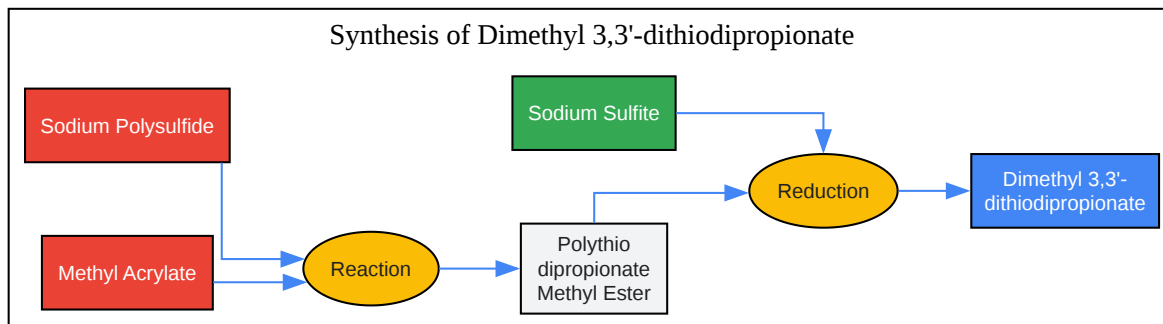 Synthesis of Dimethyl 3,3'-dithiodipropionate
Sodium Polysulfide
Sodium Sulfite
Methyl Acrylate
Reaction
Polythio
dipropionate
Methyl Ester
Reduction
Dimethyl 3,3'-
dithiodipropionate